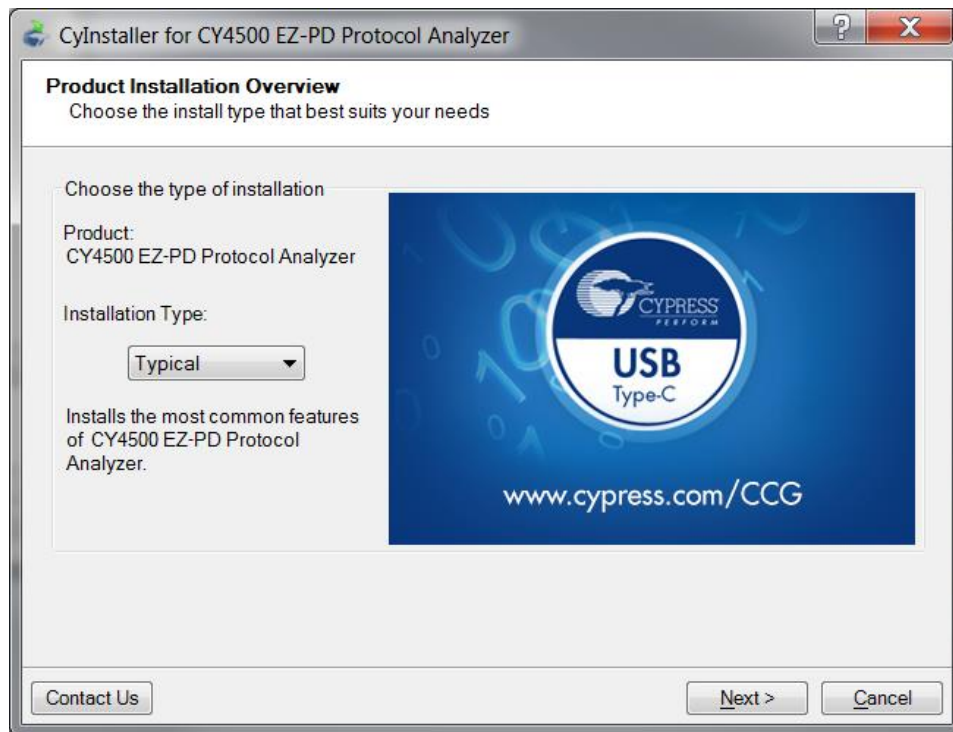 CyInstaller for CY4500 EZ-PD Protocol Analyzer
Product Installation Overview
Choose the install type that best suits your needs
Choose the type of installation
Product:
CY4500 EZ-PD Protocol Analyzer
Installation Type:
Typical
Installs the most common features
of CY4500 EZ-PD Protocol
Analyzer.
CYPRESS
PERFORM
USB
Type-C
www.cypress.com/CCG
Contact Us
Next >
Cancel